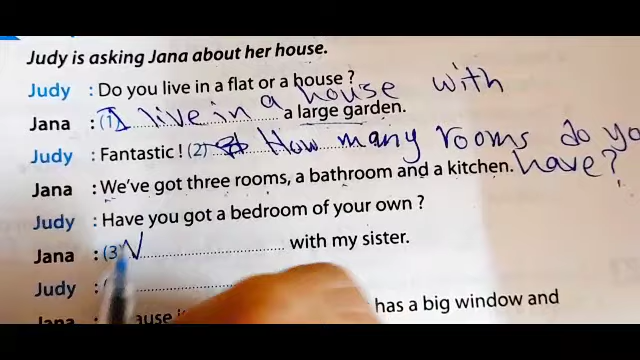 Judy is asking Jana about her house.
Judy : Do you live in a flat or a house ?
Jana : (1) I live in a house with a large garden.
Judy : Fantastic ! (2) How many rooms do yo
have?
Jana : We've got three rooms, a bathroom and a kitchen.
Judy : Have you got a bedroom of your own ?
Jana : (3) N with my sister.
Judy :
Jana : has a big window and